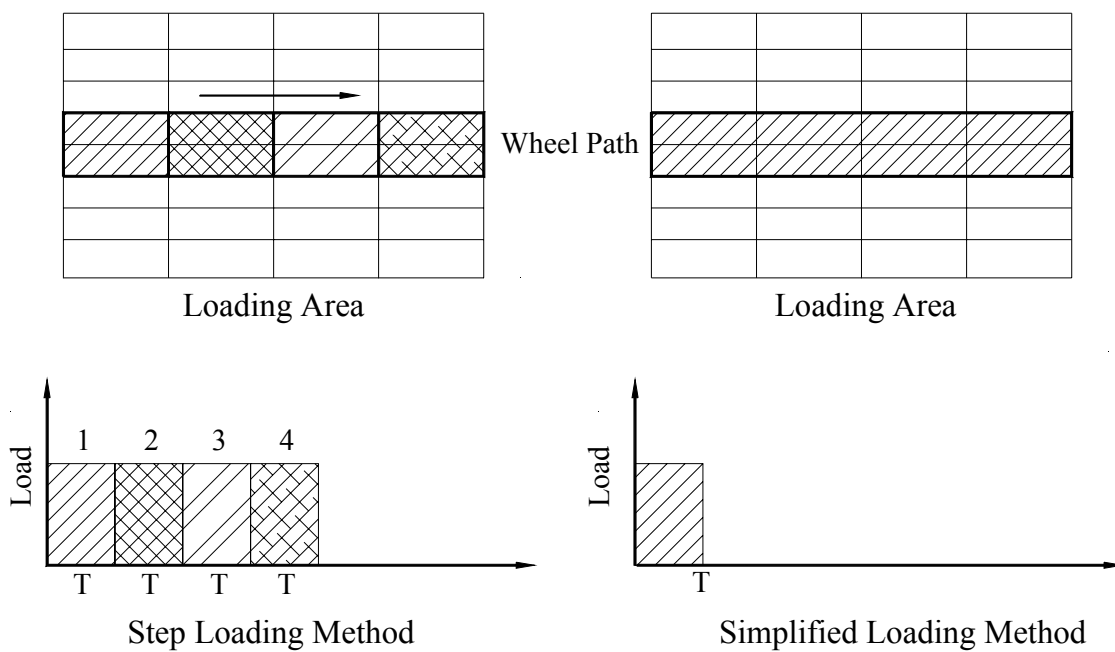 Wheel Path
Loading Area
Loading Area
Load
1 2 3 4
T T T T
Step Loading Method
Load
T
Simplified Loading Method